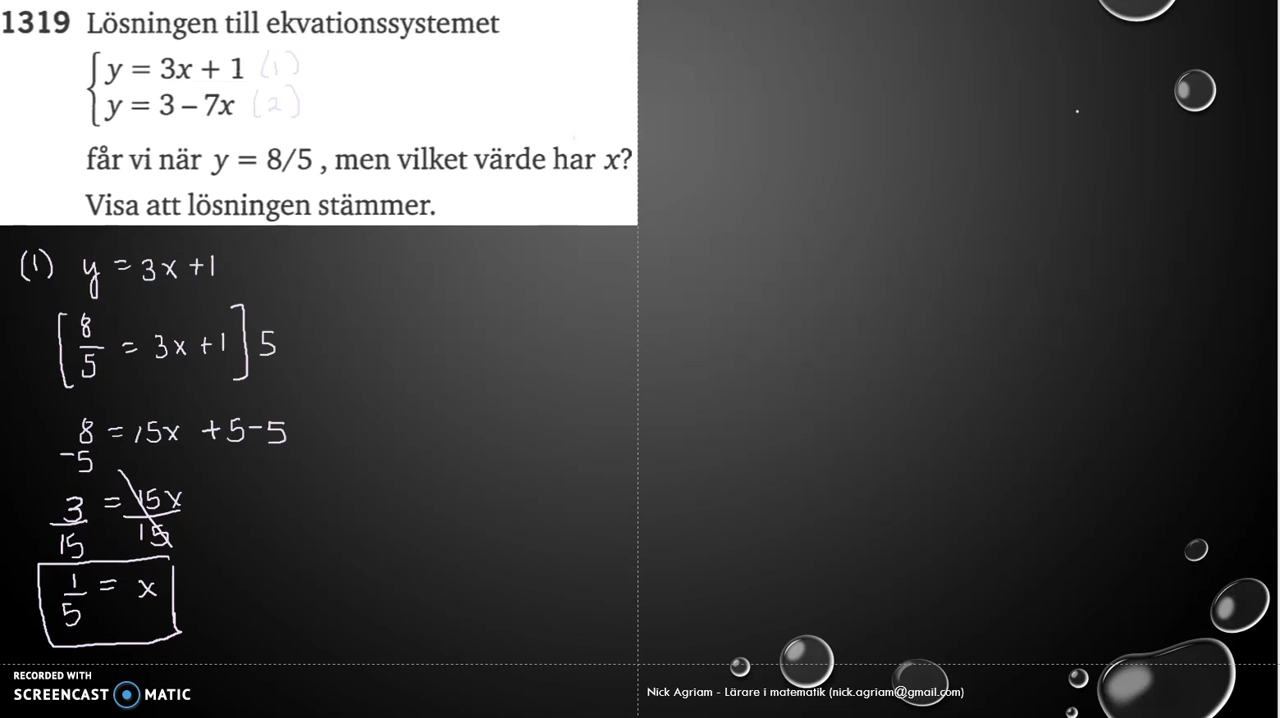 1319 Lösningen till ekvationssystemet
y = 3x + 1 (1)
y = 3 – 7x (2)
får vi när y = 8/5 , men vilket värde har x?
Visa att lösningen stämmer.
(1) y = 3x + 1
[8/5 = 3x + 1] 5
8 = 15x + 5 - 5
-5
3/15 = 15x/15
1/5 = x
RECORDED WITH
SCREENCAST MATIC
Nick Agriam - Lärare i matematik (nick.agriam@gmail.com)